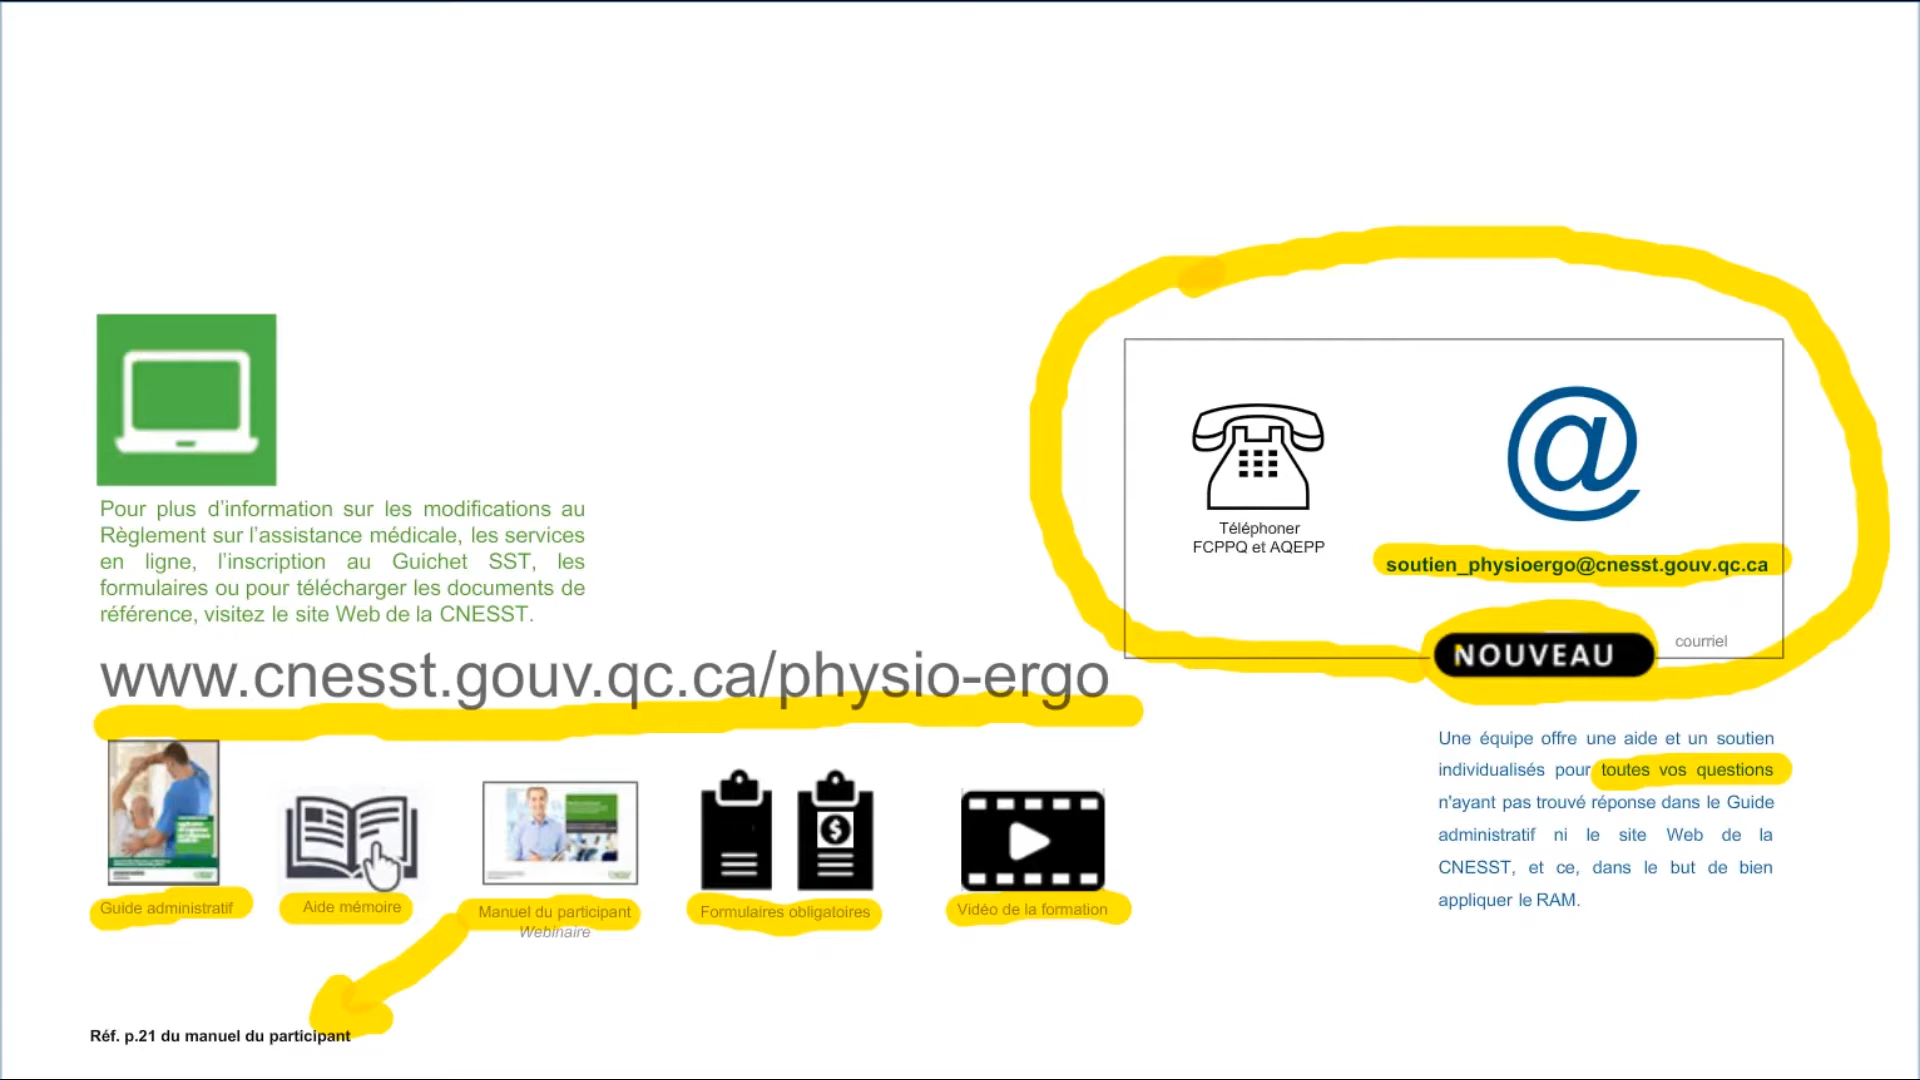 Pour plus d’information sur les modifications au
Règlement sur l’assistance médicale, les services
en ligne, l’inscription au Guichet SST, les
formulaires ou pour télécharger les documents de
référence, visitez le site Web de la CNESST.
www.cnesst.gouv.qc.ca/physio-ergo
Guide administratif
Aide mémoire
Manuel du participant
Webinaire
Formulaires obligatoires
Vidéo de la formation
Réf. p.21 du manuel du participant
Téléphoner
FCPPQ et AQEPP
@
soutien_physioergo@cnesst.gouv.qc.ca
NOUVEAU
courriel
Une équipe offre une aide et un soutien
individualisés pour toutes vos questions
n'ayant pas trouvé réponse dans le Guide
administratif ni le site Web de la
CNESST, et ce, dans le but de bien
appliquer le RAM.